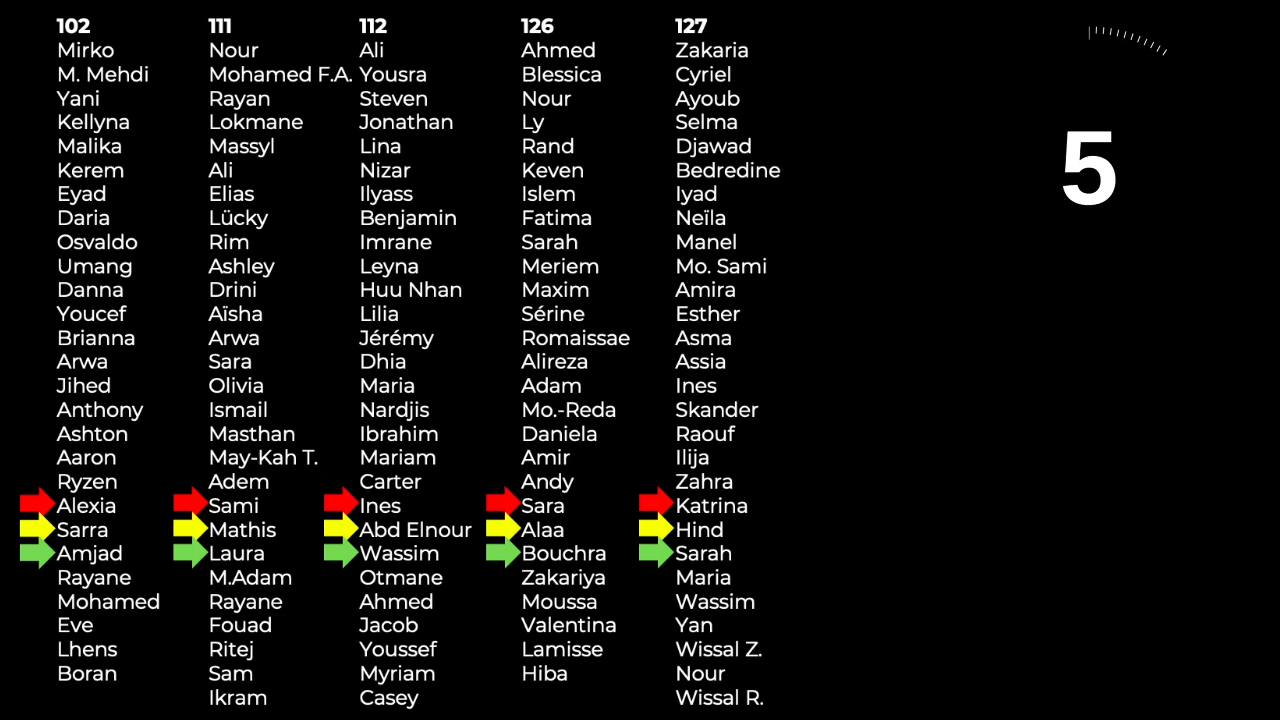 102
Mirko
M. Mehdi
Yani
Kellyna
Malika
Kerem
Eyad
Daria
Osvaldo
Umang
Danna
Youcef
Brianna
Arwa
Jihed
Anthony
Ashton
Aaron
Ryzen
Alexia
Sarra
Amjad
Rayane
Mohamed
Eve
Lhens
Boran
111
Nour
Mohamed F.A.
Rayan
Lokmane
Massyl
Ali
Elias
Lücky
Rim
Ashley
Drini
Aïsha
Arwa
Sara
Olivia
Ismail
Masthan
May-Kah T.
Adem
Sami
Mathis
Laura
M.Adam
Rayane
Fouad
Ritej
Sam
Ikram
112
Ali
Yousra
Steven
Jonathan
Lina
Nizar
Ilyass
Benjamin
Imrane
Leyna
Huu Nhan
Lilia
Jérémy
Dhia
Maria
Nardjis
Ibrahim
Mariam
Carter
Ines
Abd Elnour
Wassim
Otmane
Ahmed
Jacob
Youssef
Myriam
Casey
126
Ahmed
Blessica
Nour
Ly
Rand
Keven
Islem
Fatima
Sarah
Meriem
Maxim
Sérine
Romaissae
Alireza
Adam
Mo.-Reda
Daniela
Amir
Andy
Sara
Alaa
Bouchra
Zakariya
Moussa
Valentina
Lamisse
Hiba
127
Zakaria
Cyriel
Ayoub
Selma
Djawad
Bedredine
Iyad
Neïla
Manel
Mo. Sami
Amira
Esther
Asma
Assia
Ines
Skander
Raouf
Ilija
Zahra
Katrina
Hind
Sarah
Maria
Wassim
Yan
Wissal Z.
Nour
Wissal R.
5